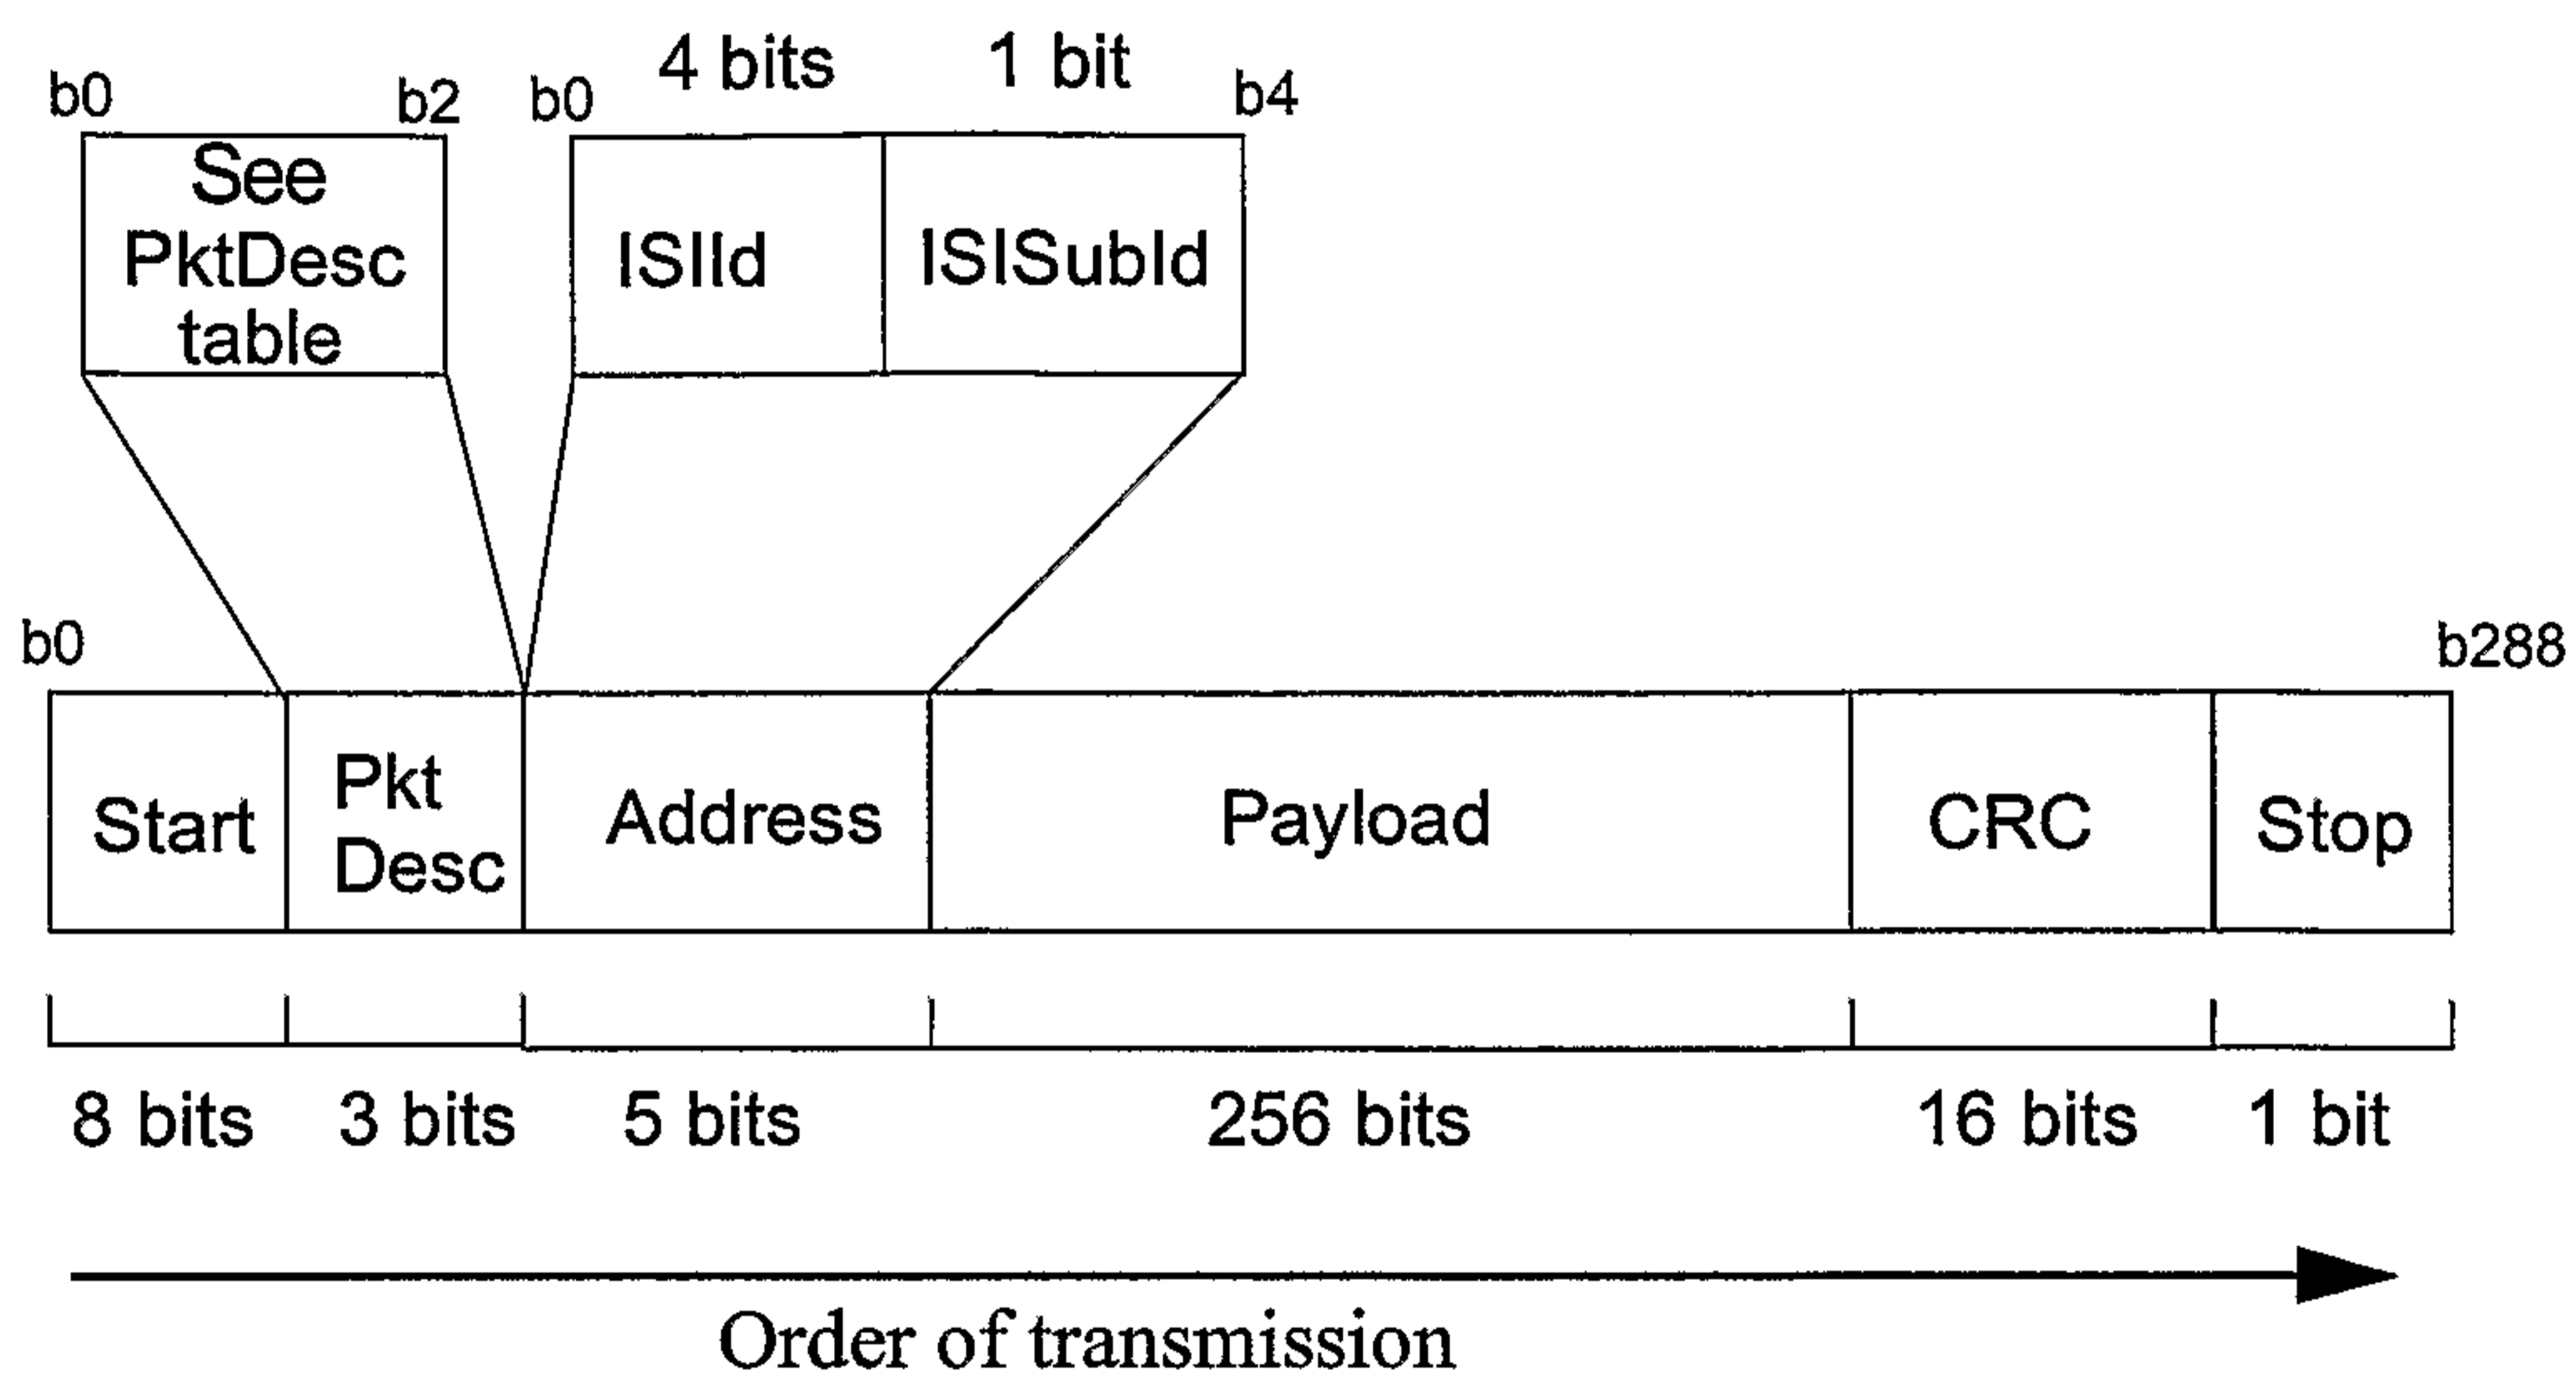 4 bits 1 bit
b0 b2 b0 b4
See
PktDesc
table
ISIId ISISubId
b0 b288
Start Pkt
Desc Address Payload CRC Stop
8 bits 3 bits 5 bits 256 bits 16 bits 1 bit
Order of transmission